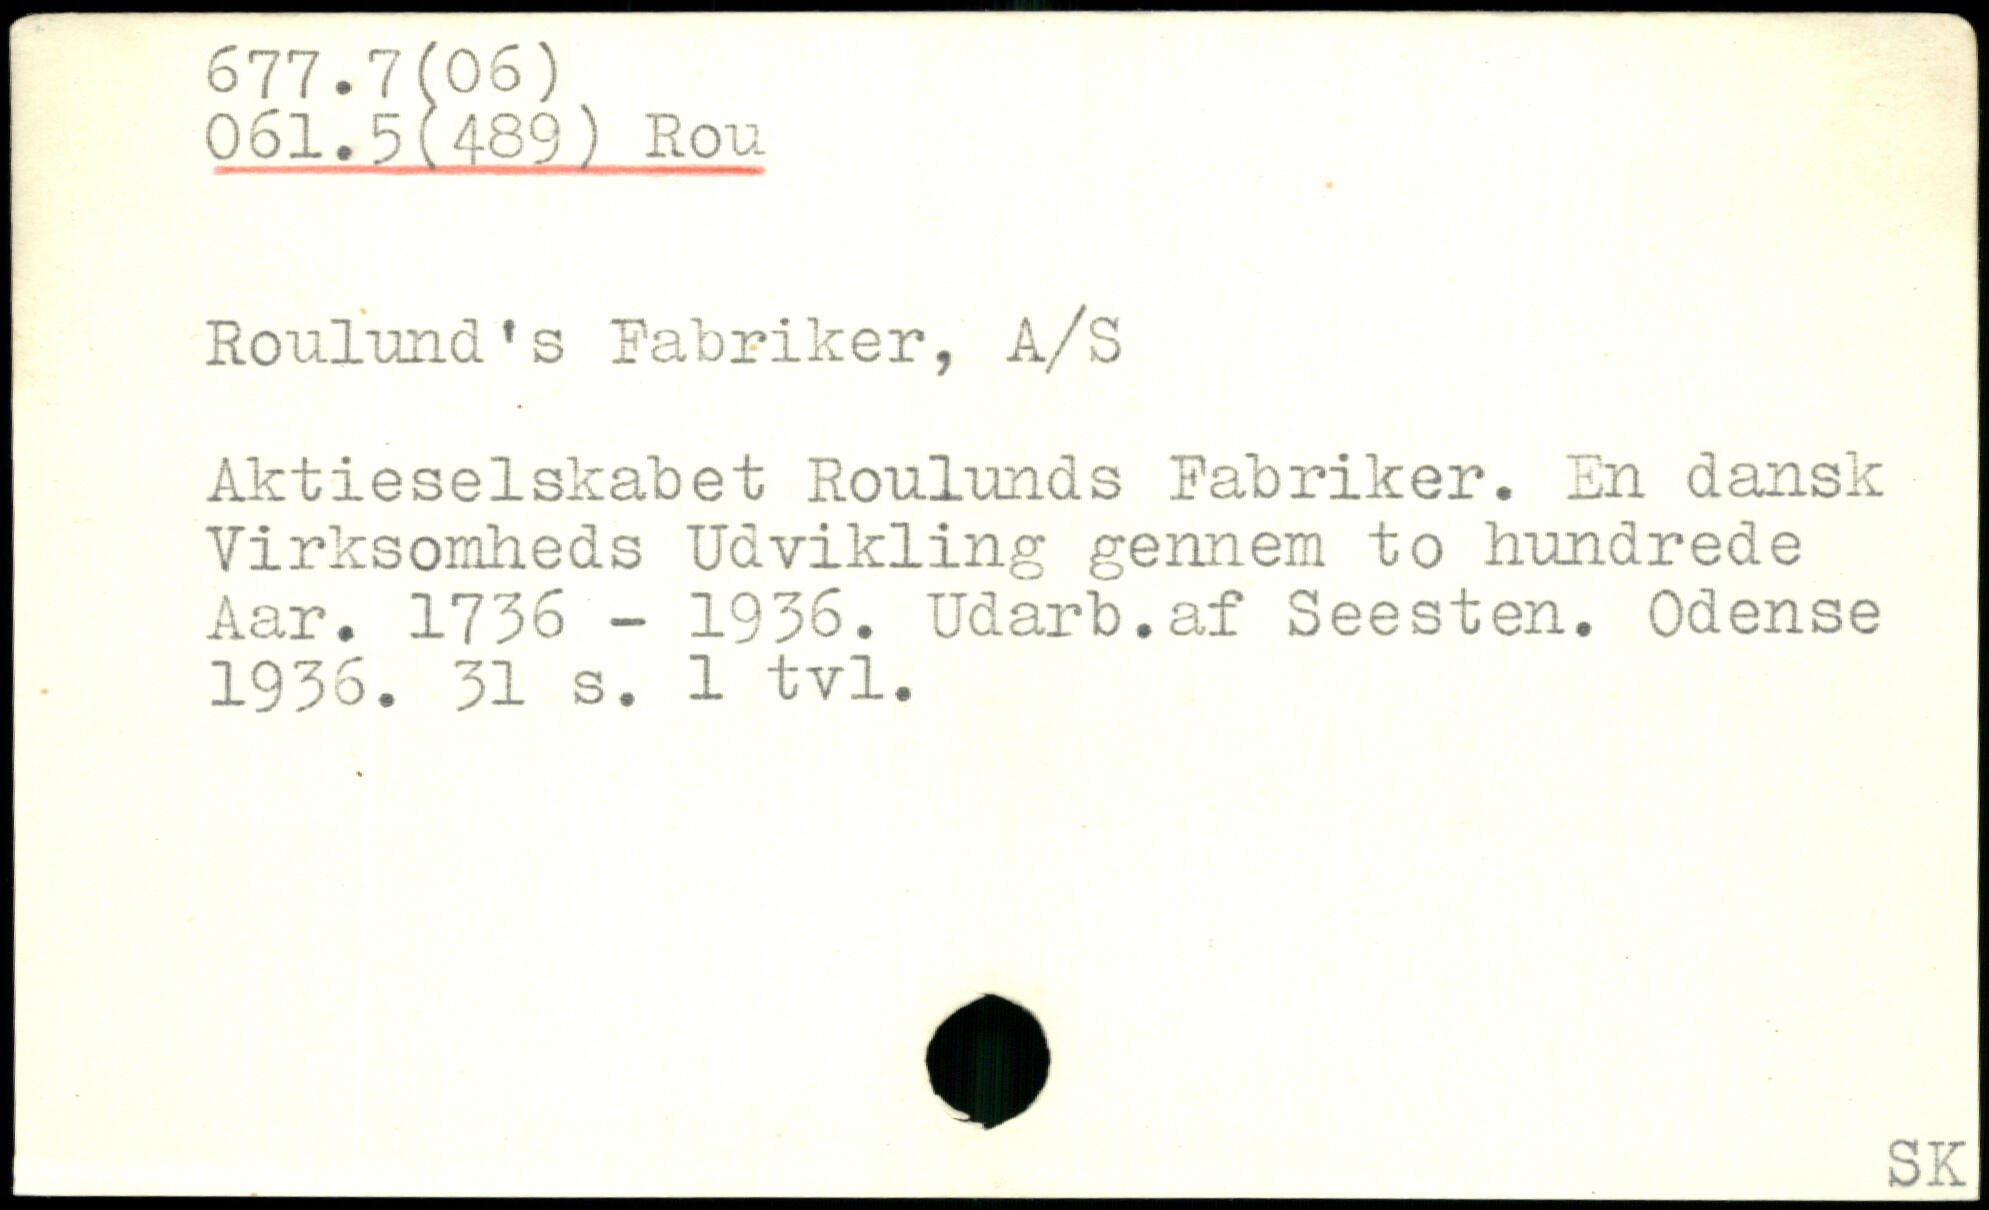 677.7(06)
061.5(489) Rou
Roulund's Fabriker, A/S
Aktieselskabet Roulunds Fabriker. En dansk
Virksomheds Udvikling gennem to hundrede
Aar. 1736 - 1936. Udarb.af Seesten. Odense
1936. 31 s. 1 tvl.
SK